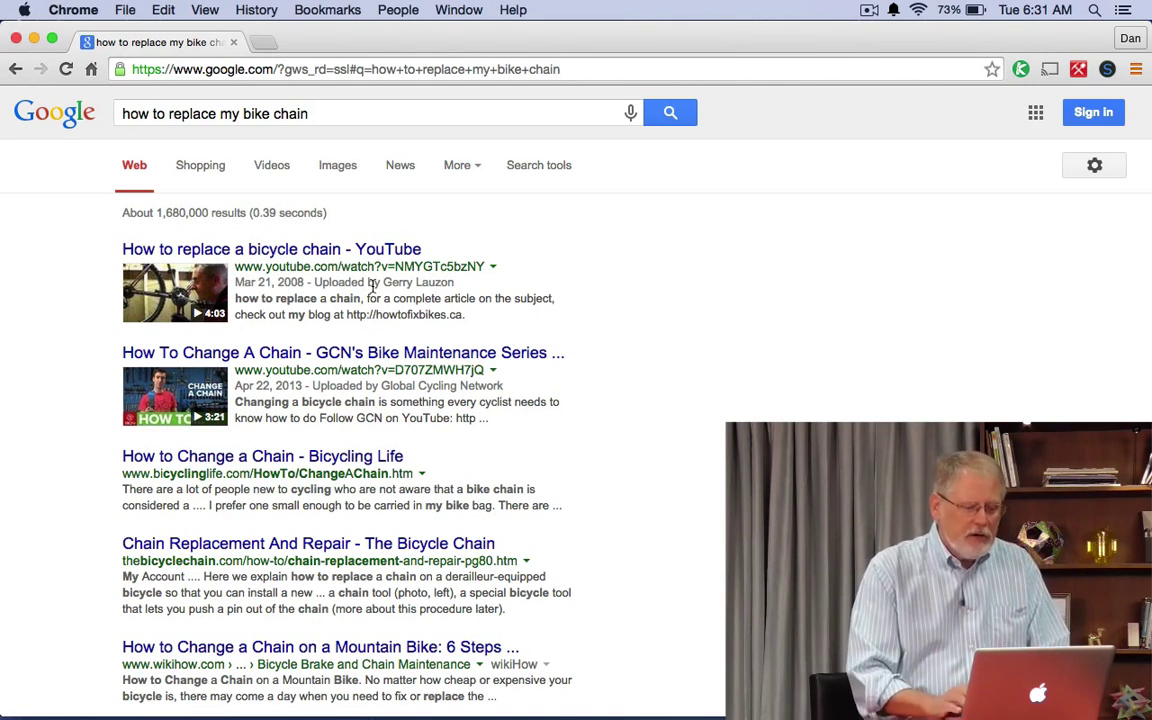 Chrome File Edit View History Bookmarks People Window Help 73% Tue 6:31 AM
how to replace my bike cha Dan
https://www.google.com/?gws_rd=ssl#q=how+to+replace+my+bike+chain
Google how to replace my bike chain Sign in
Web Shopping Videos Images News More Search tools
About 1,680,000 results (0.39 seconds)
How to replace a bicycle chain - YouTube
www.youtube.com/watch?v=NMYGTc5bzNY
Mar 21, 2008 - Uploaded by Gerry Lauzon
how to replace a chain, for a complete article on the subject,
check out my blog at http://howtofixbikes.ca.
4:03
How To Change A Chain - GCN's Bike Maintenance Series ...
www.youtube.com/watch?v=D707ZMWH7jQ
Apr 22, 2013 - Uploaded by Global Cycling Network
Changing a bicycle chain is something every cyclist needs to
know how to do Follow GCN on YouTube: http ...
CHANGE
A CHAIN
HOW TO 3:21
How to Change a Chain - Bicycling Life
www.bicyclinglife.com/HowTo/ChangeAChain.htm
There are a lot of people new to cycling who are not aware that a bike chain is
considered a .... I prefer one small enough to be carried in my bike bag. There are ...
Chain Replacement And Repair - The Bicycle Chain
thebicyclechain.com/how-to/chain-replacement-and-repair-pg80.htm
My Account .... Here we explain how to replace a chain on a derailleur-equipped
bicycle so that you can install a new ... a chain tool (photo, left), a special bicycle tool
that lets you push a pin out of the chain (more about this procedure later).
How to Change a Chain on a Mountain Bike: 6 Steps ...
www.wikihow.com › ... › Bicycle Brake and Chain Maintenance wikiHow
How to Change a Chain on a Mountain Bike. No matter how cheap or expensive your
bicycle is, there may come a day when you need to fix or replace the ...